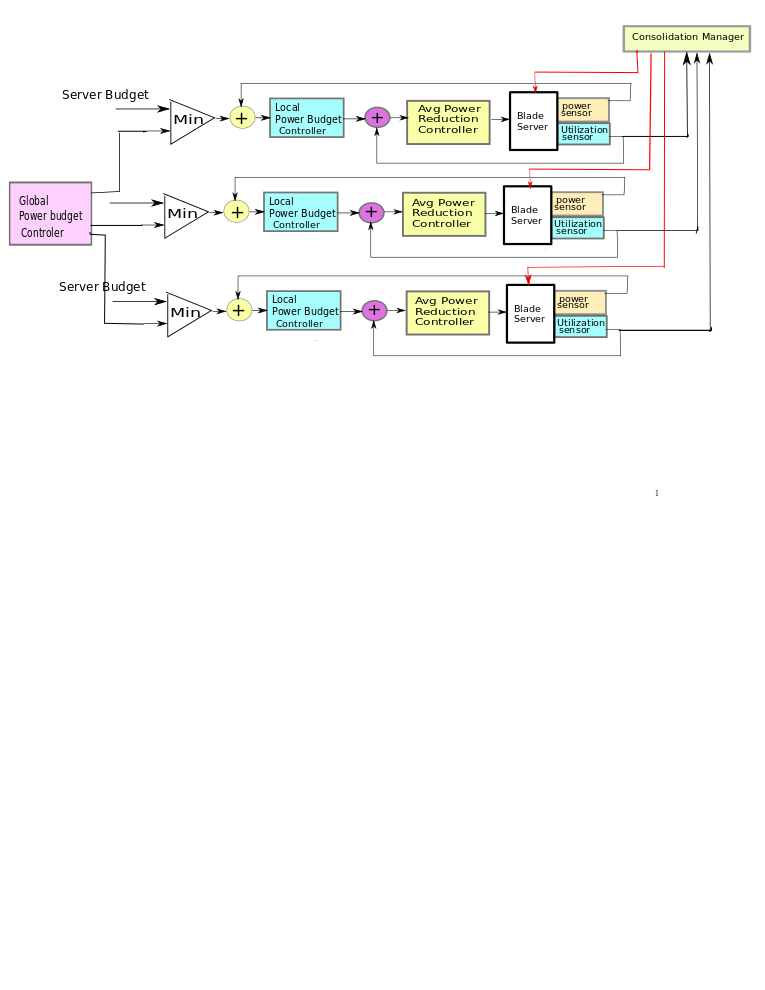 Consolidation Manager
Server Budget
Min
+
Local
Power Budget
Controller
+
Avg Power
Reduction
Controller
Blade
Server
power
sensor
Utilization
sensor
Global
Power budget
Controler
Min
+
Local
Power Budget
Controller
+
Avg Power
Reduction
Controller
Blade
Server
power
sensor
Utilization
sensor
Server Budget
Min
+
Local
Power Budget
Controller
+
Avg Power
Reduction
Controller
Blade
Server
power
sensor
Utilization
sensor
1